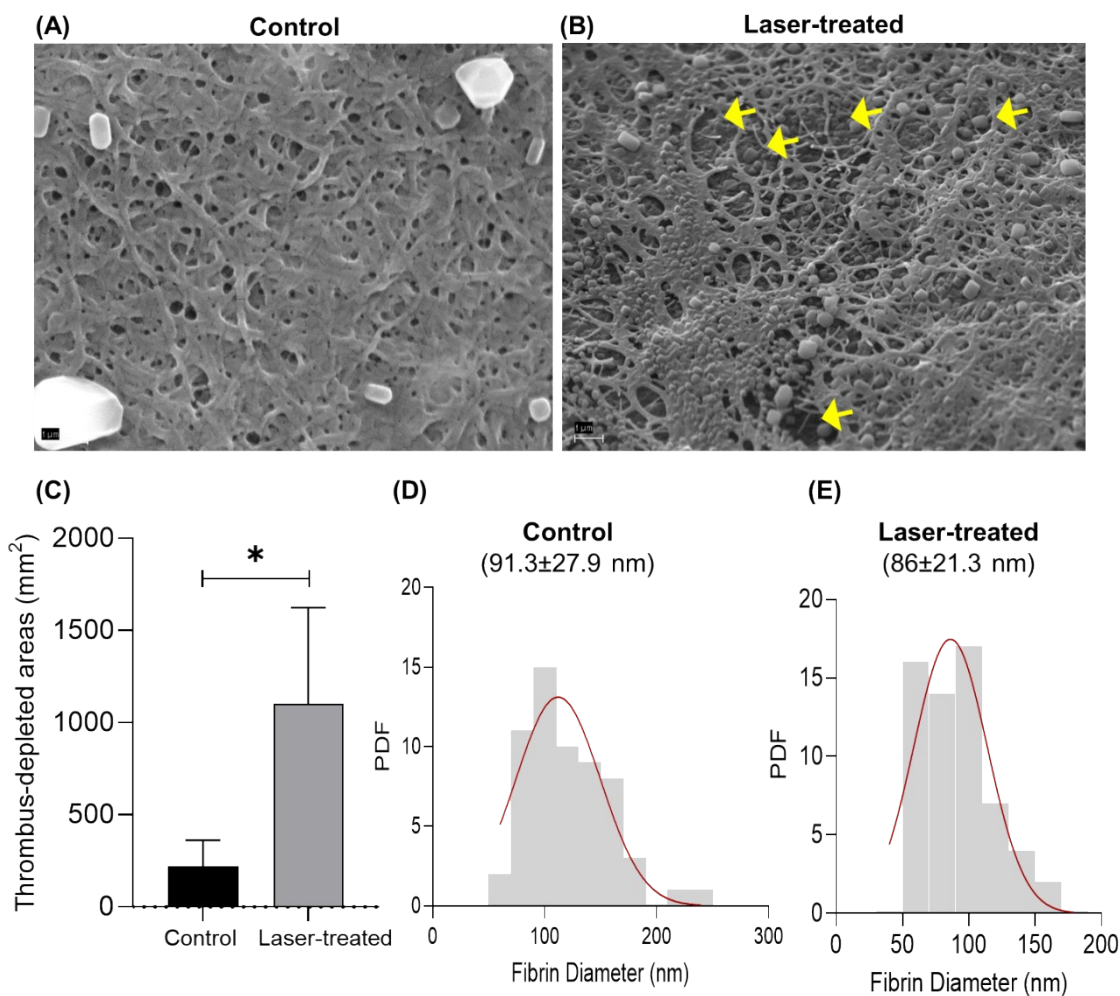 (A)
Control
1 µm
(B)
Laser-treated
1 µm
(C)
Thrombus-depleted areas (mm²)
2000
1500
1000
500
0
*
Control
Laser-treated
(D)
Control
(91.3±27.9 nm)
PDF
20
15
10
5
0
0
100
200
300
Fibrin Diameter (nm)
(E)
Laser-treated
(86±21.3 nm)
PDF
20
15
10
5
0
0
50
100
150
200
Fibrin Diameter (nm)